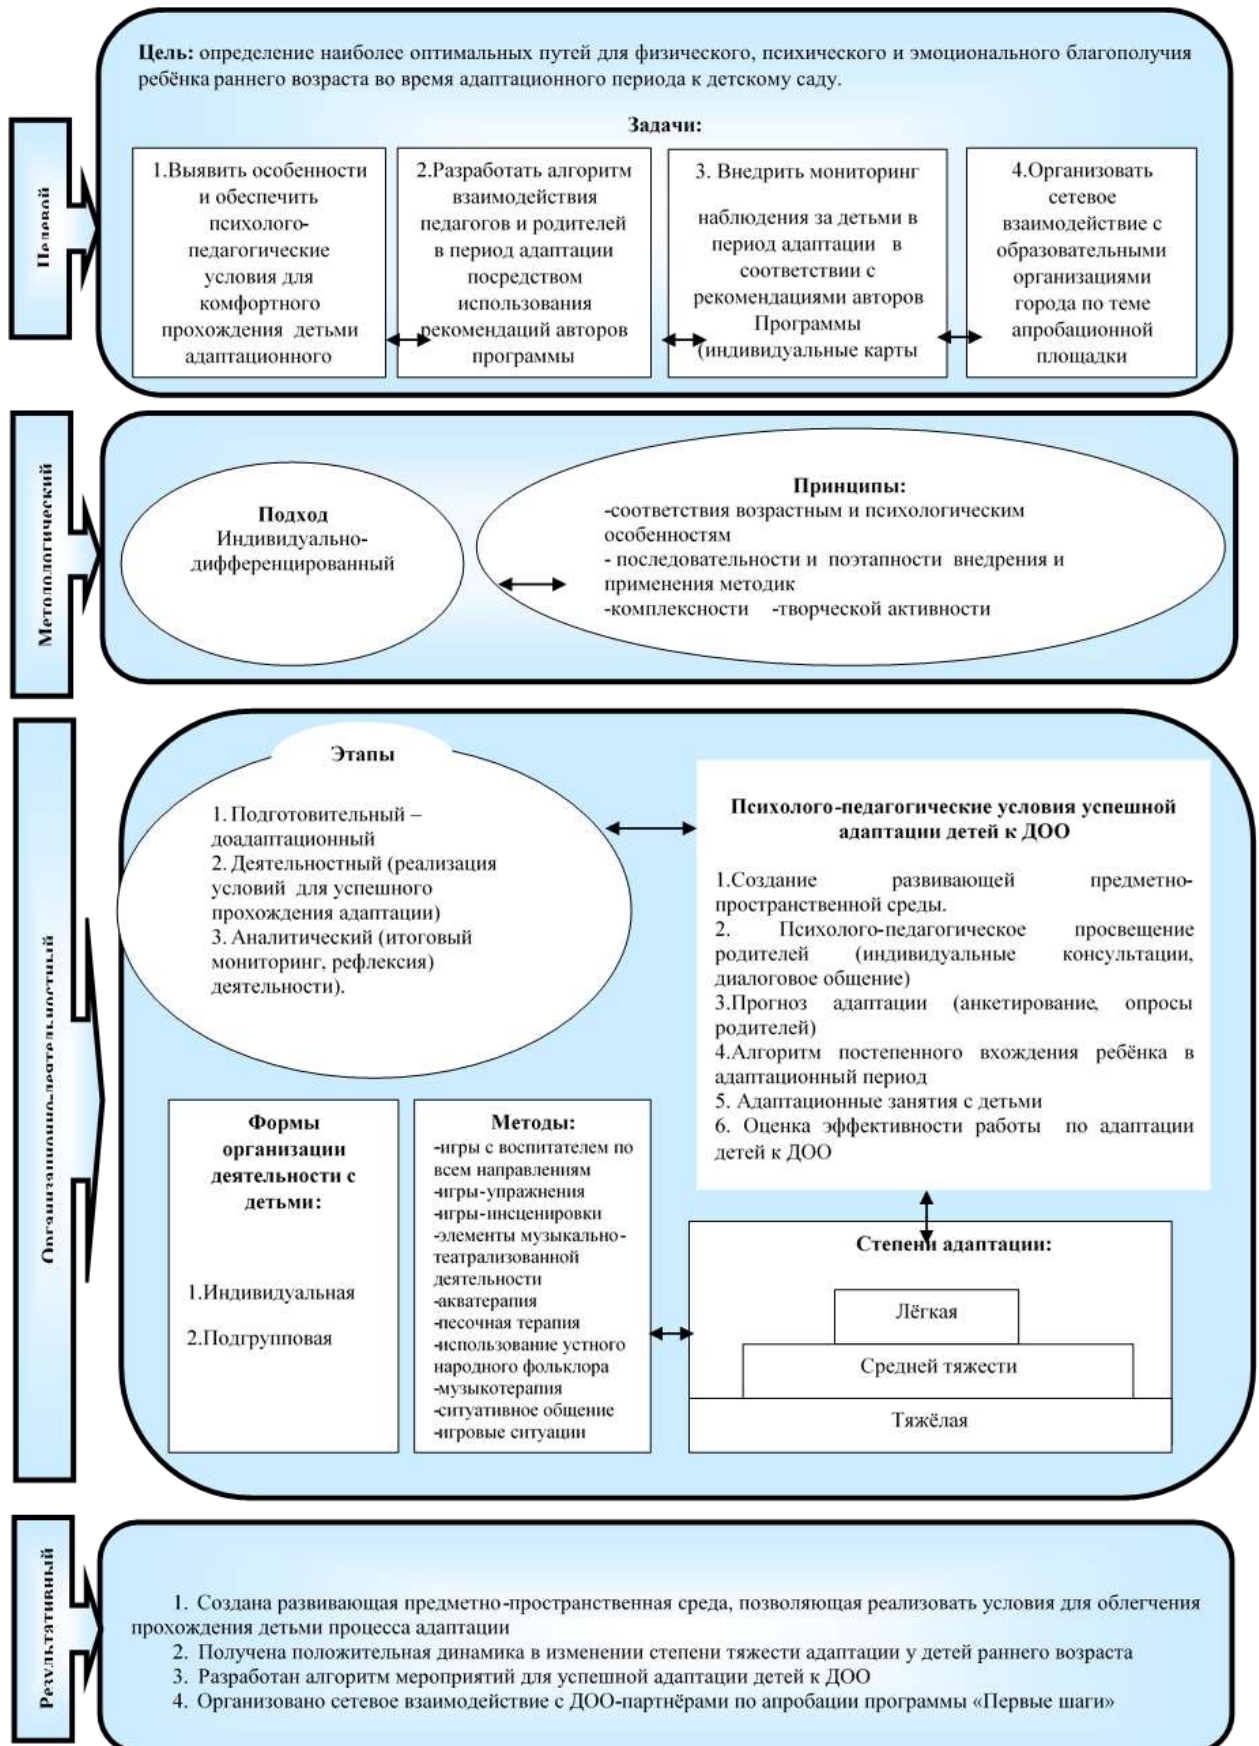 Цель: определение наиболее оптимальных путей для физического, психического и эмоционального благополучия
ребёнка раннего возраста во время адаптационного периода к детскому саду.
Задачи:
Целевой
1.Выявить особенности
и обеспечить
психолого-
педагогические
условия для
комфортного
прохождения детьми
адаптационного
2.Разработать алгоритм
взаимодействия
педагогов и родителей
в период адаптации
посредством
использования
рекомендаций авторов
программы
3. Внедрить мониторинг
наблюдения за детьми в
период адаптации в
соответствии с
рекомендациями авторов
Программы
(индивидуальные карты
4.Организовать
сетевое
взаимодействие с
образовательными
организациями
города по теме
апробационной
площадки
Методологический
Подход
Индивидуально-
дифференцированный
Принципы:
-соответствия возрастным и психологическим
особенностям
- последовательности и поэтапности внедрения и
применения методик
-комплексности -творческой активности
Организационно-деятельностный
Этапы
1. Подготовительный –
доадаптационный
2. Деятельностный (реализация
условий для успешного
прохождения адаптации)
3. Аналитический (итоговый
мониторинг, рефлексия)
деятельности).
Психолого-педагогические условия успешной
адаптации детей к ДОО
1.Создание развивающей предметно-
пространственной среды.
2. Психолого-педагогическое просвещение
родителей (индивидуальные консультации,
диалоговое общение)
3.Прогноз адаптации (анкетирование, опросы
родителей)
4.Алгоритм постепенного вхождения ребёнка в
адаптационный период
5. Адаптационные занятия с детьми
6. Оценка эффективности работы по адаптации
детей к ДОО
Формы
организации
деятельности с
детьми:
1.Индивидуальная
2.Подгрупповая
Методы:
-игры с воспитателем по
всем направлениям
-игры-упражнения
-игры-инсценировки
-элементы музыкально-
театрализованной
деятельности
-акватерапия
-песочная терапия
-использование устного
народного фольклора
-музыкотерапия
-ситуативное общение
-игровые ситуации
Степени адаптации:
Лёгкая
Средней тяжести
Тяжёлая
Результативный
1. Создана развивающая предметно-пространственная среда, позволяющая реализовать условия для облегчения
прохождения детьми процесса адаптации
2. Получена положительная динамика в изменении степени тяжести адаптации у детей раннего возраста
3. Разработан алгоритм мероприятий для успешной адаптации детей к ДОО
4. Организовано сетевое взаимодействие с ДОО-партнёрами по апробации программы «Первые шаги»